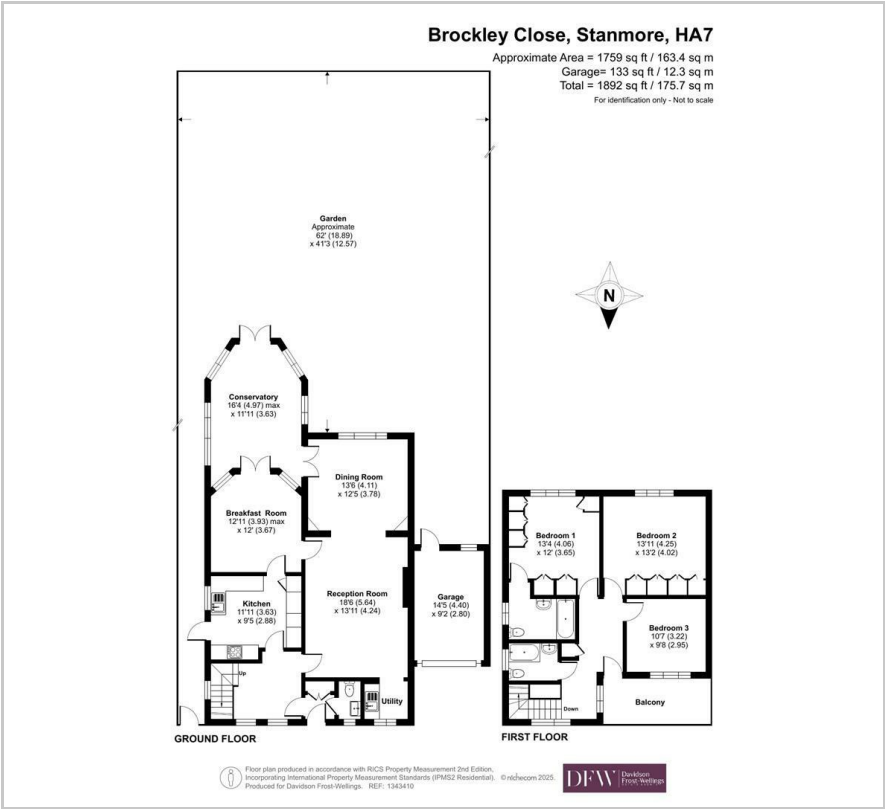 Brockley Close, Stanmore, HA7
Approximate Area = 1759 sq ft / 163.4 sq m
Garage= 133 sq ft / 12.3 sq m
Total = 1892 sq ft / 175.7 sq m
For identification only - Not to scale
Garden
Approximate
62' (18.89)
x 41'3 (12.57)
N
Conservatory
16'4 (4.97) max
x 11'11 (3.63)
Dining Room
13'6 (4.11)
x 12'5 (3.78)
Breakfast Room
12'11 (3.93) max
x 12' (3.67)
Kitchen
11'11 (3.63)
x 9'5 (2.88)
Reception Room
18'6 (5.64)
x 13'11 (4.24)
Garage
14'5 (4.40)
x 9'2 (2.80)
Up
Utility
GROUND FLOOR
Bedroom 1
13'4 (4.06)
x 12' (3.65)
Bedroom 2
13'11 (4.25)
x 13'2 (4.02)
Bedroom 3
10'7 (3.22)
x 9'8 (2.95)
Balcony
Down
FIRST FLOOR
Floor plan produced in accordance with RICS Property Measurement 2nd Edition,
Incorporating International Property Measurement Standards (IPMS2 Residential). © nichecom 2025.
Produced for Davidson Frost-Wellings. REF: 1343410
DFW
Davidson
Frost-Wellings